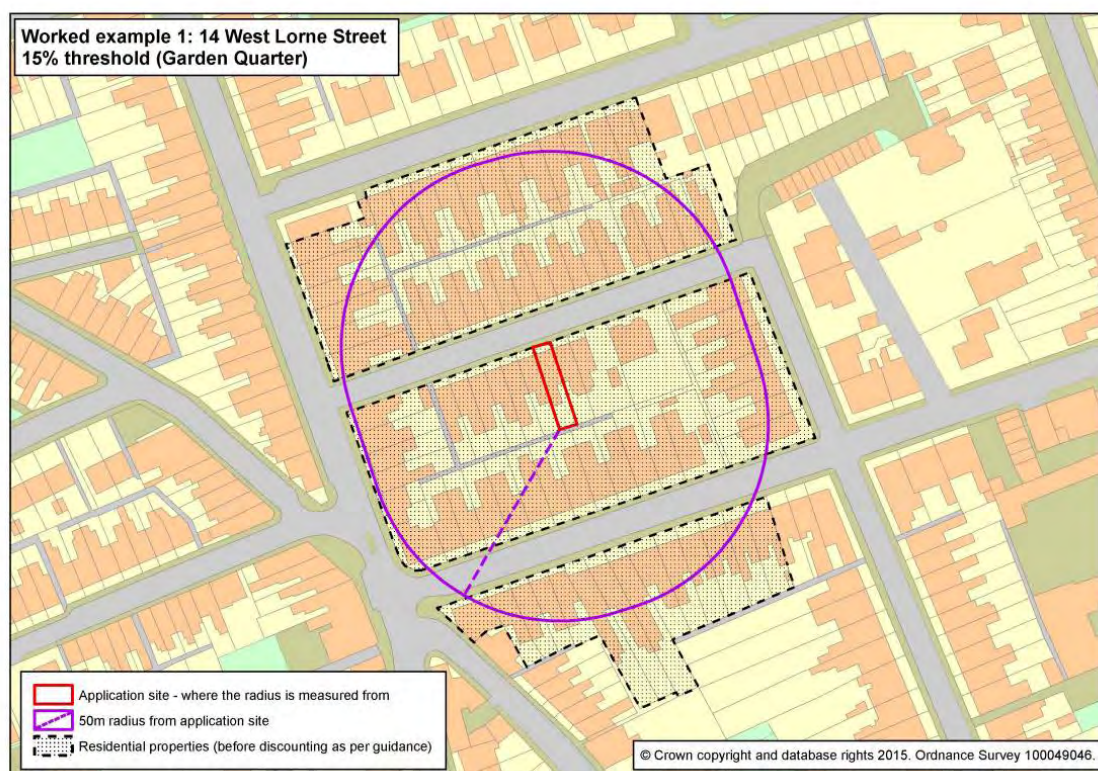 Worked example 1: 14 West Lorne Street
15% threshold (Garden Quarter)
Application site - where the radius is measured from
50m radius from application site
Residential properties (before discounting as per guidance)
© Crown copyright and database rights 2015. Ordnance Survey 100049046.